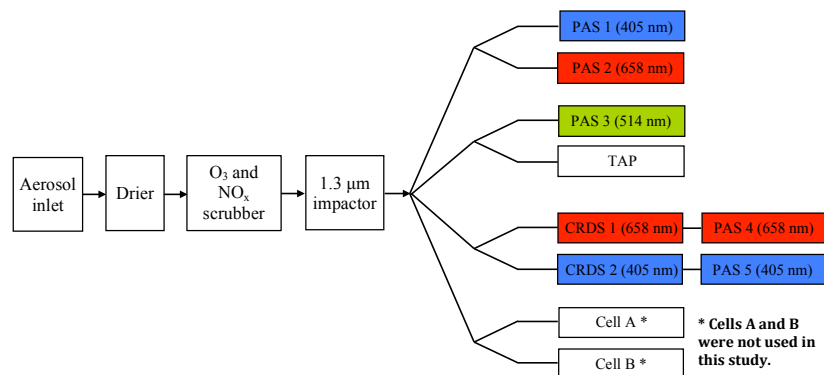 Aerosol
inlet
Drier
O₃ and
NOₓ
scrubber
1.3 μm
impactor
PAS 1 (405 nm)
PAS 2 (658 nm)
PAS 3 (514 nm)
TAP
CRDS 1 (658 nm)
PAS 4 (658 nm)
CRDS 2 (405 nm)
PAS 5 (405 nm)
Cell A *
Cell B *
* Cells A and B
were not used in
this study.